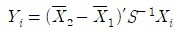 Yᵢ = (X̅₂ − X̅₁)′S⁻¹Xᵢ